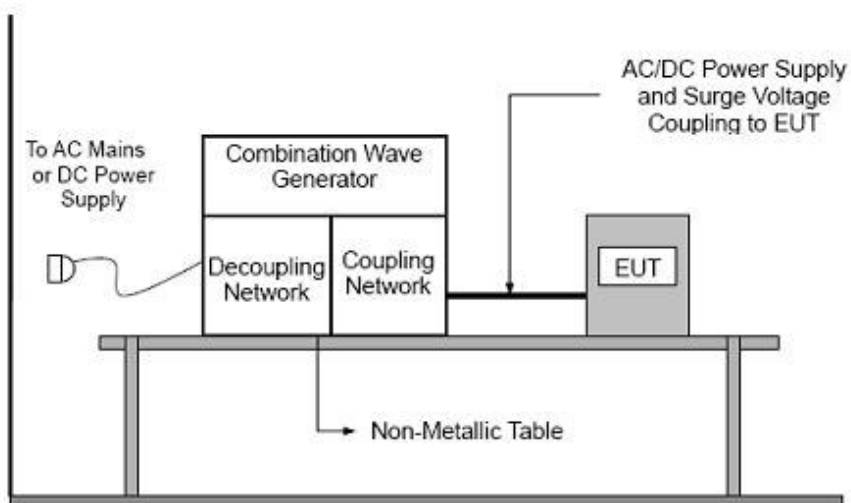 AC/DC Power Supply
and Surge Voltage
Coupling to EUT
To AC Mains
or DC Power
Supply
Combination Wave
Generator
Decoupling
Network
Coupling
Network
EUT
Non-Metallic Table